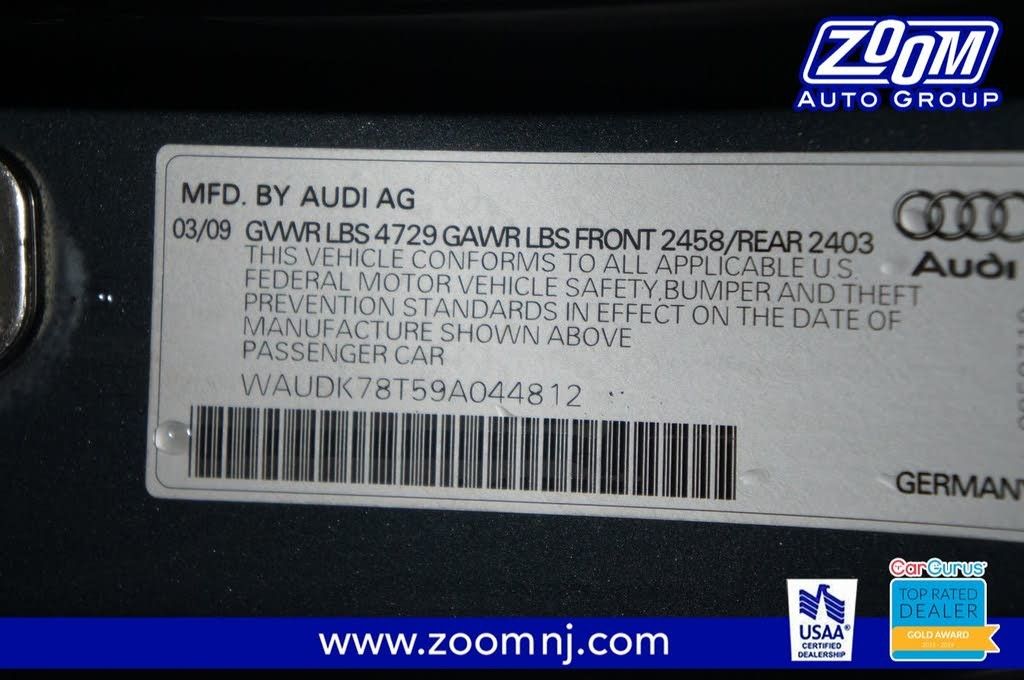 ZOOM
AUTO GROUP
MFD. BY AUDI AG
03/09 GVWR LBS 4729 GAWR LBS FRONT 2458/REAR 2403
THIS VEHICLE CONFORMS TO ALL APPLICABLE U.S.
FEDERAL MOTOR VEHICLE SAFETY,BUMPER AND THEFT
PREVENTION STANDARDS IN EFFECT ON THE DATE OF
MANUFACTURE SHOWN ABOVE
PASSENGER CAR
WAUDK78T59A044812
Audi
GERMANY
www.zoomnj.com
USAA®
CERTIFIED
DEALERSHIP
CarGurus
TOP RATED
DEALER
GOLD AWARD